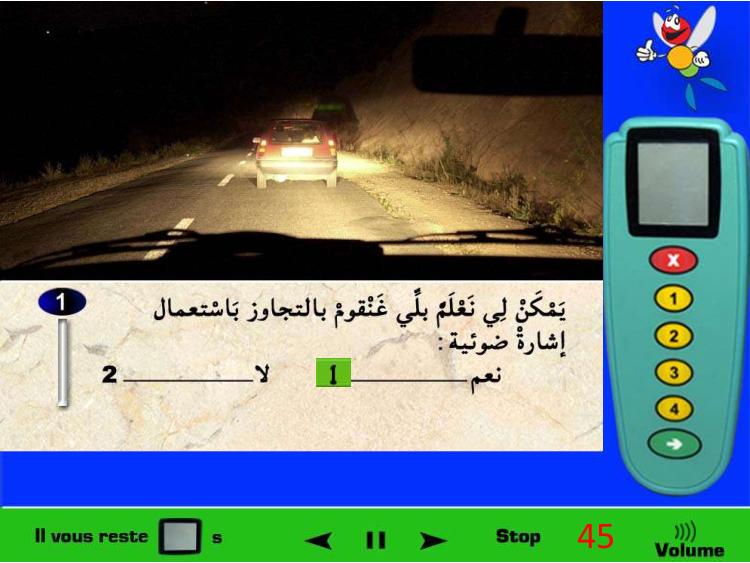 1
يَمْكَنْ لِي نَعْلَمْ بلِّي غَنْقومْ بالتجاوز بَاسْتعمال
إشارةْ ضوئية :
نعم 1 لا 2
X
1
2
3
4
Il vous reste s
Stop
45
Volume